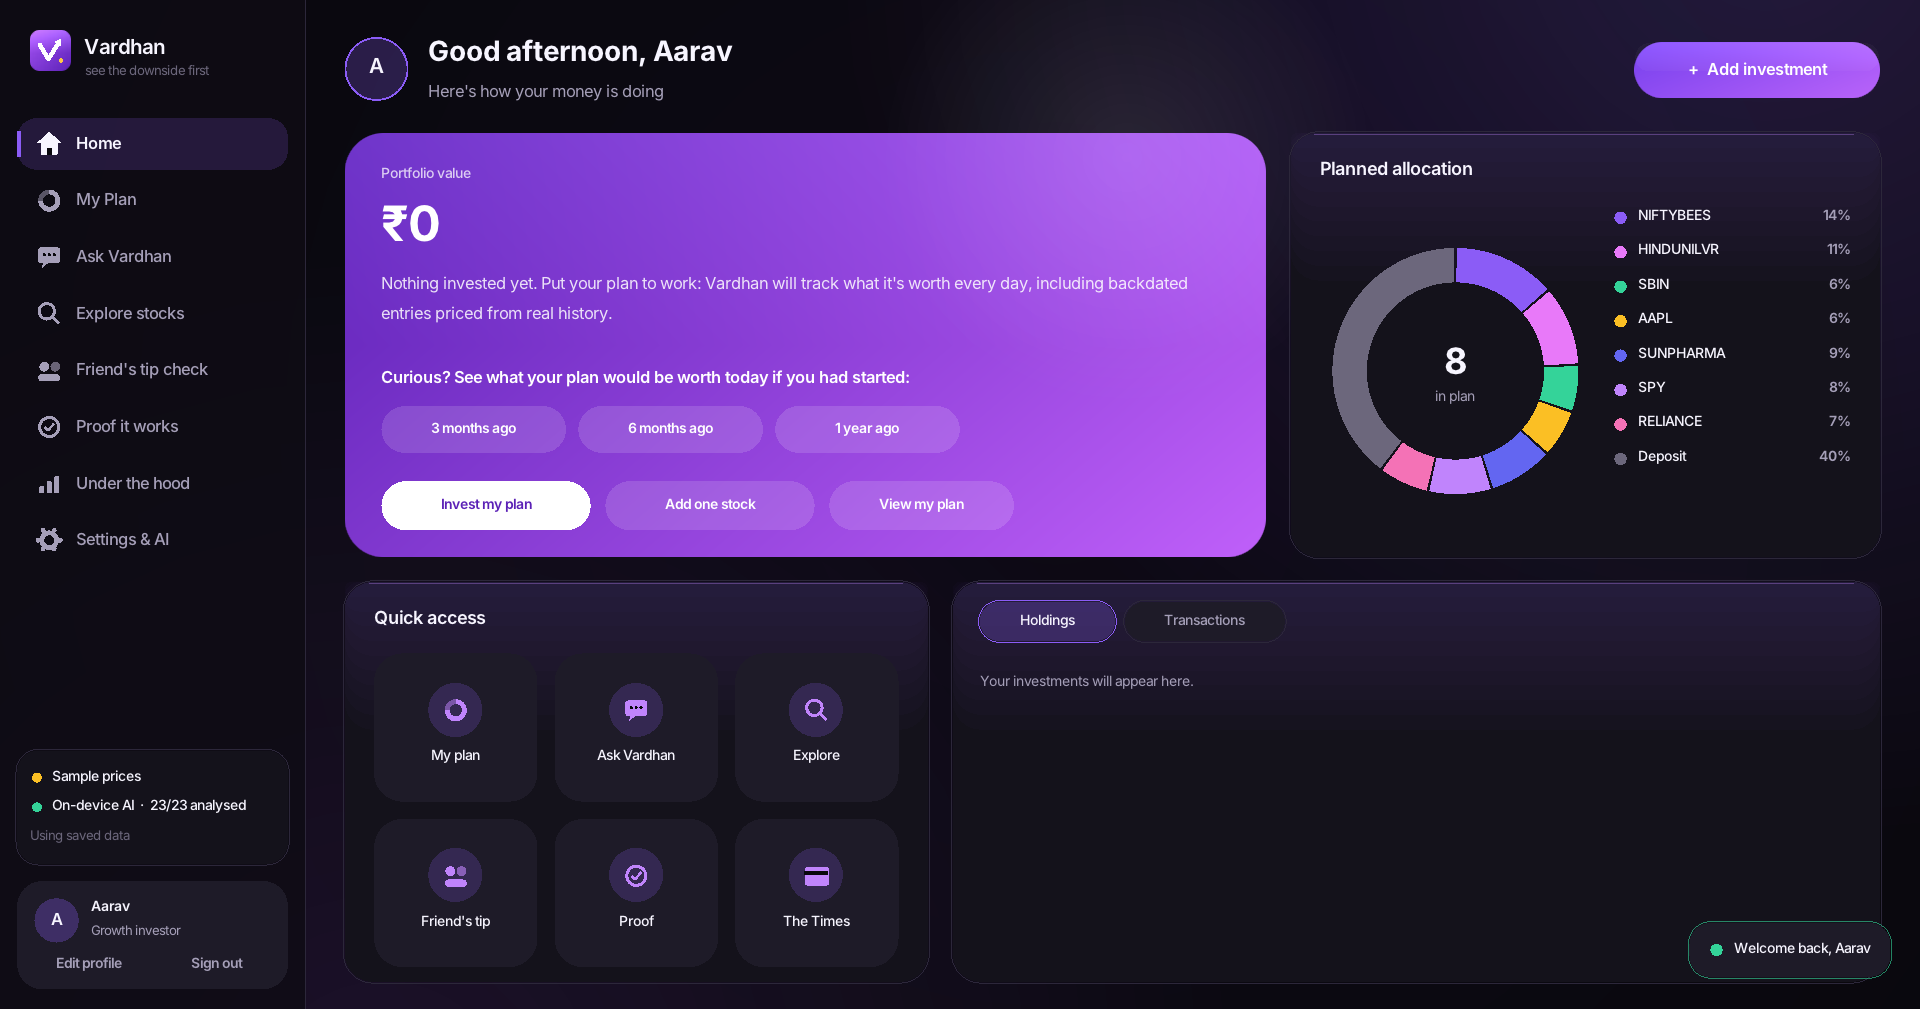 Vardhan
see the downside first
Home
My Plan
Ask Vardhan
Explore stocks
Friend's tip check
Proof it works
Under the hood
Settings & AI
Sample prices
On-device AI · 23/23 analysed
Using saved data
A
Aarav
Growth investor
Edit profile
Sign out
A
Good afternoon, Aarav
Here's how your money is doing
+ Add investment
Portfolio value
₹0
Nothing invested yet. Put your plan to work: Vardhan will track what it's worth every day, including backdated
entries priced from real history.
Curious? See what your plan would be worth today if you had started:
3 months ago
6 months ago
1 year ago
Invest my plan
Add one stock
View my plan
Planned allocation
8
in plan
NIFTYBEES 14%
HINDUNILVR 11%
SBIN 6%
AAPL 6%
SUNPHARMA 9%
SPY 8%
RELIANCE 7%
Deposit 40%
Quick access
My plan
Ask Vardhan
Explore
Friend's tip
Proof
The Times
Holdings
Transactions
Your investments will appear here.
Welcome back, Aarav